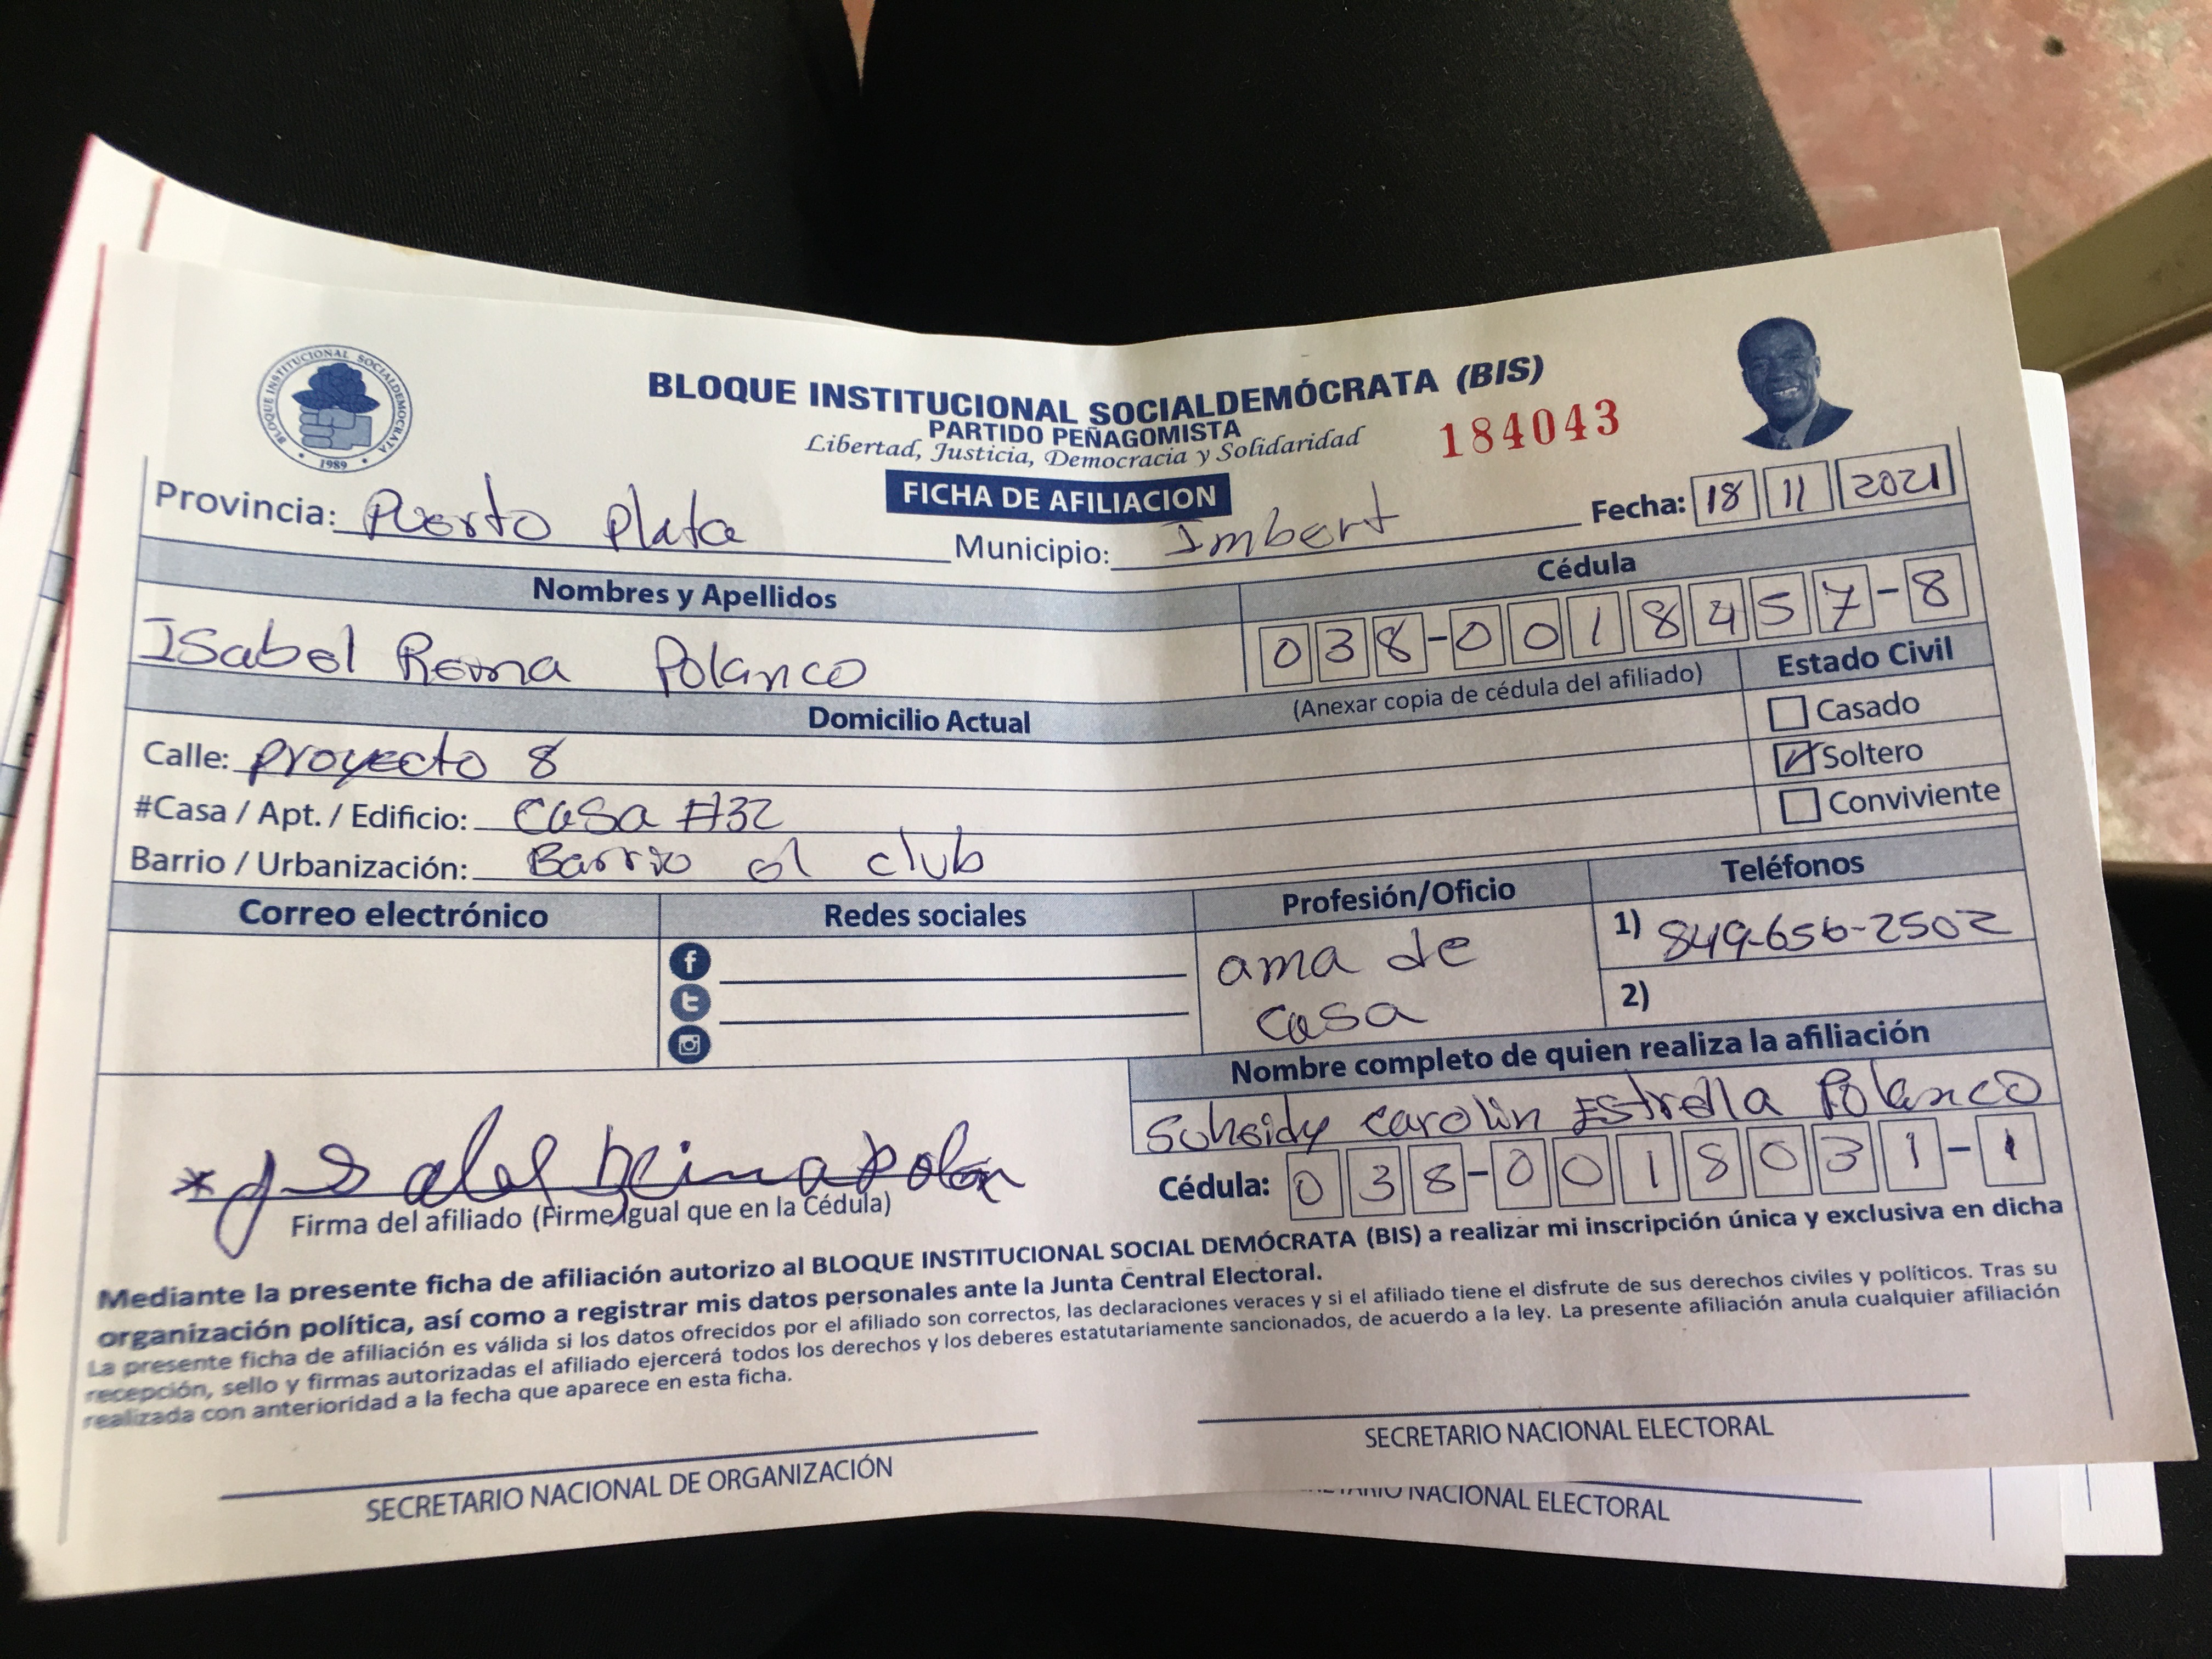 BLOQUE INSTITUCIONAL SOCIALDEMÓCRATA
1989
BLOQUE INSTITUCIONAL SOCIALDEMÓCRATA (BIS)
PARTIDO PEÑAGOMISTA
Libertad, Justicia, Democracia y Solidaridad
184043
FICHA DE AFILIACION
Fecha: 18 11 2021
Provincia: Puerto Plata Municipio: Imbert
Nombres y Apellidos Cédula
Isabel Polanco 038-0018457-8
(Anexar copia de cédula del afiliado)
Estado Civil
Domicilio Actual
Casado
Calle: proyecto 8
Soltero
#Casa / Apt. / Edificio: Casa #32
Conviviente
Barrio / Urbanización: Barrio el club
Correo electrónico Redes sociales Profesión/Oficio Teléfonos
1) 849-656-2502
ama de
casa
2)
Nombre completo de quien realiza la afiliación
Carolin Estrella Polanco
Cédula: 038-0018031-1
Firma del afiliado (Firme Igual que en la Cédula)
Mediante la presente ficha de afiliación autorizo al BLOQUE INSTITUCIONAL SOCIAL DEMÓCRATA (BIS) a realizar mi inscripción única y exclusiva en dicha
organización política, así como a registrar mis datos personales ante la Junta Central Electoral.
La presente ficha de afiliación es válida si los datos ofrecidos por el afiliado son correctos, las declaraciones veraces y si el afiliado tiene el disfrute de sus derechos civiles y políticos. Tras su
recepción, sello y firmas autorizadas el afiliado ejercerá todos los derechos y los deberes estatutariamente sancionados, de acuerdo a la ley. La presente afiliación anula cualquier afiliación
realizada con anterioridad a la fecha que aparece en esta ficha.
SECRETARIO NACIONAL DE ORGANIZACIÓN
SECRETARIO NACIONAL ELECTORAL
NACIONAL ELECTORAL